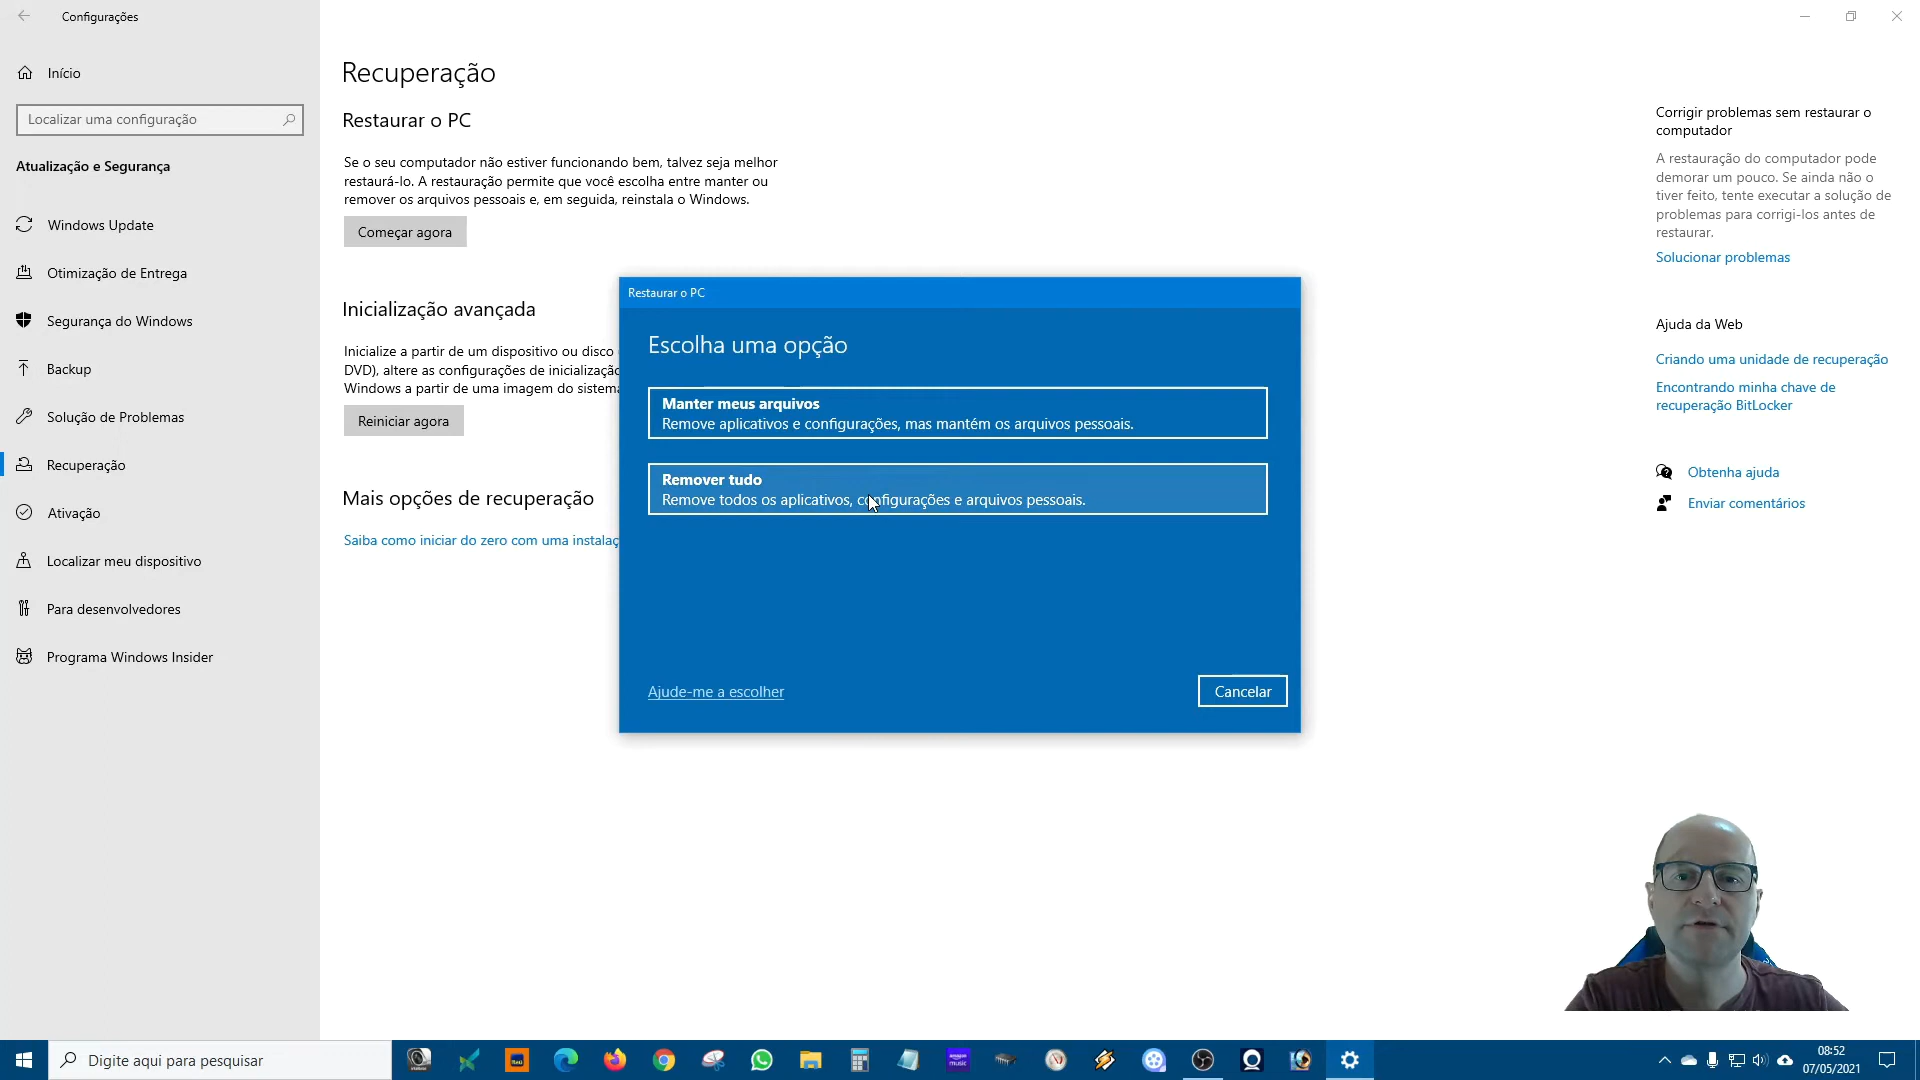 Configurações
Início
Localizar uma configuração
Atualização e Segurança
Windows Update
Otimização de Entrega
Segurança do Windows
Backup
Solução de Problemas
Recuperação
Ativação
Localizar meu dispositivo
Para desenvolvedores
Programa Windows Insider
Recuperação
Restaurar o PC
Se o seu computador não estiver funcionando bem, talvez seja melhor
restaurá-lo. A restauração permite que você escolha entre manter ou
remover os arquivos pessoais e, em seguida, reinstala o Windows.
Começar agora
Inicialização avançada
Inicialize a partir de um dispositivo ou disco
DVD), altere as configurações de inicialização
Windows a partir de uma imagem do sistema
Reiniciar agora
Mais opções de recuperação
Saiba como iniciar do zero com uma instalaç
Restaurar o PC
Escolha uma opção
Manter meus arquivos
Remove aplicativos e configurações, mas mantém os arquivos pessoais.
Remover tudo
Remove todos os aplicativos, configurações e arquivos pessoais.
Ajude-me a escolher
Cancelar
Corrigir problemas sem restaurar o
computador
A restauração do computador pode
demorar um pouco. Se ainda não o
tiver feito, tente executar a solução de
problemas para corrigi-los antes de
restaurar.
Solucionar problemas
Ajuda da Web
Criando uma unidade de recuperação
Encontrando minha chave de
recuperação BitLocker
Obtenha ajuda
Enviar comentários
Digite aqui para pesquisar
amazon
music
08:52
07/05/2021